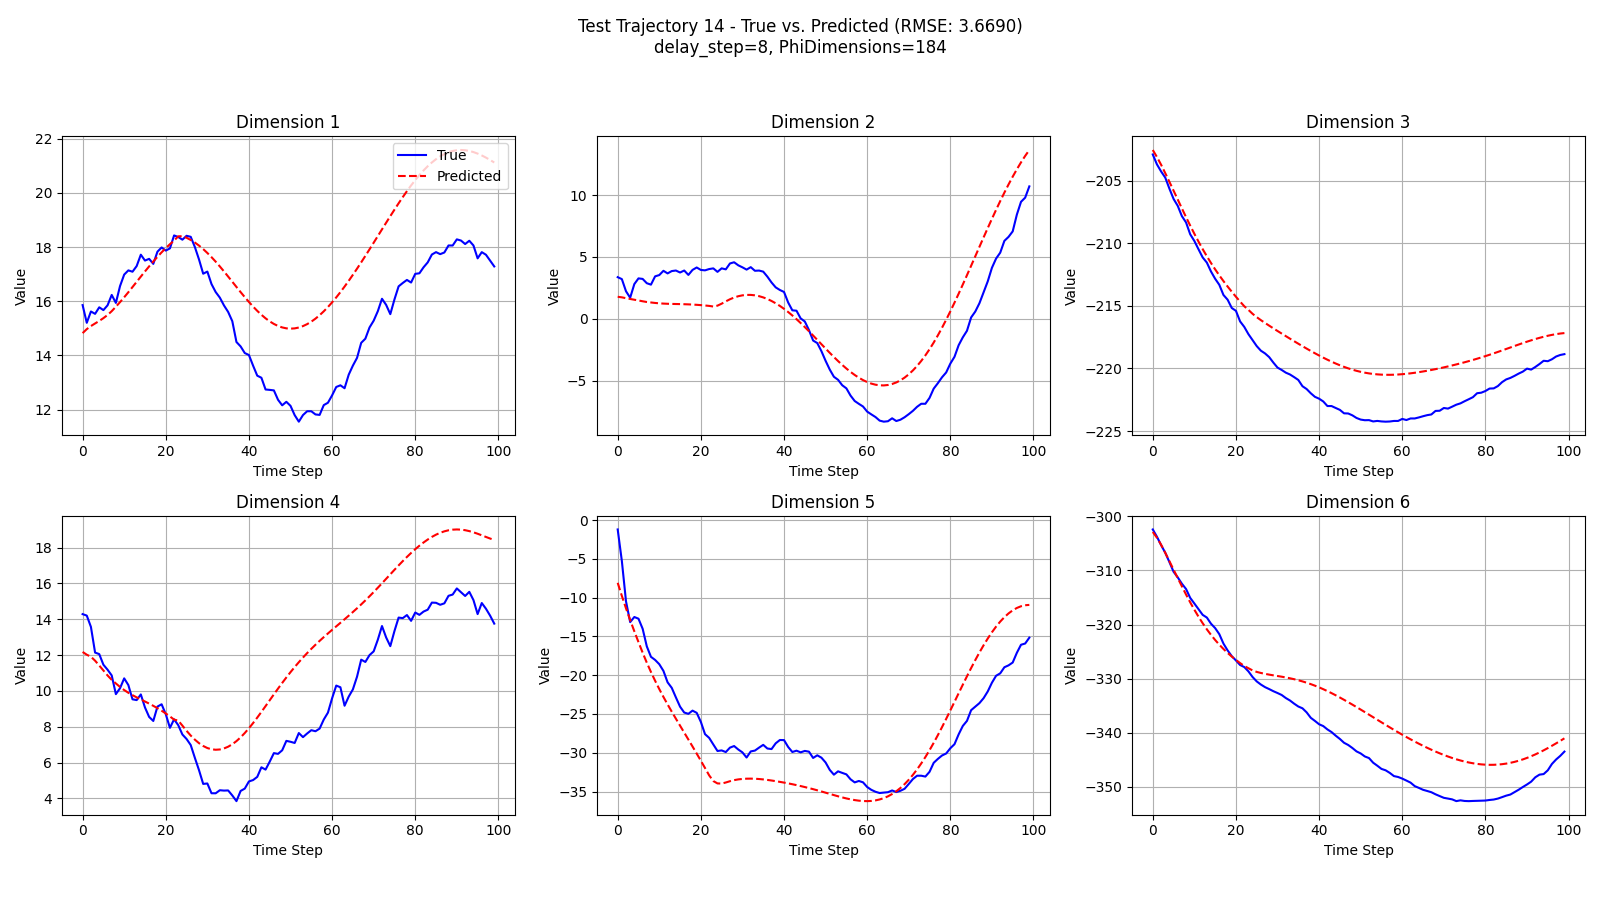 Test Trajectory 14 - True vs. Predicted (RMSE: 3.6690)
delay_step=8, PhiDimensions=184
Dimension 1
22
20
18
16
14
12
Value
0 20 40 60 80 100
Time Step
True
Predicted
Dimension 2
10
5
0
−5
Value
0 20 40 60 80 100
Time Step
Dimension 3
−205
−210
−215
−220
−225
Value
0 20 40 60 80 100
Time Step
Dimension 4
18
16
14
12
10
8
6
4
Value
0 20 40 60 80 100
Time Step
Dimension 5
0
−5
−10
−15
−20
−25
−30
−35
Value
0 20 40 60 80 100
Time Step
Dimension 6
−300
−310
−320
−330
−340
−350
Value
0 20 40 60 80 100
Time Step